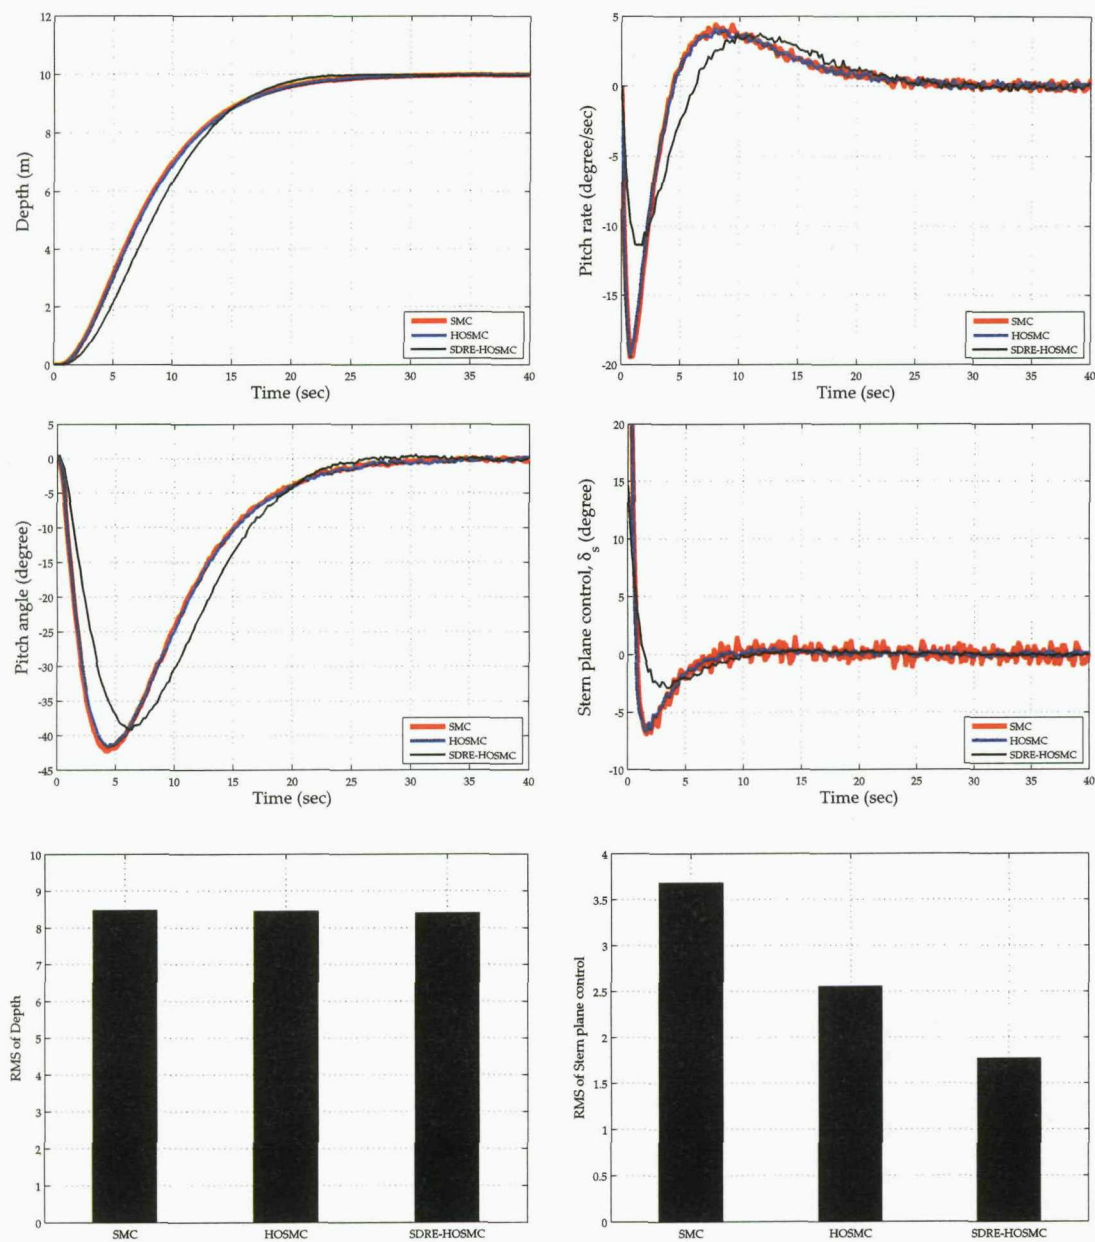 12
10
8
6
4
2
0
Depth (m)
SMC
HOSMC
SDRE-HOSMC
0 5 10 15 20 25 30 35 40
Time (sec)
5
0
-5
-10
-15
-20
Pitch rate (degree/sec)
SMC
HOSMC
SDRE-HOSMC
0 5 10 15 20 25 30 35 40
Time (sec)
5
0
-5
-10
-15
-20
-25
-30
-35
-40
-45
Pitch angle (degree)
SMC
HOSMC
SDRE-HOSMC
0 5 10 15 20 25 30 35 40
Time (sec)
20
15
10
5
0
-5
-10
Stern plane control, δ s (degree)
SMC
HOSMC
SDRE-HOSMC
0 5 10 15 20 25 30 35 40
Time (sec)
10
9
8
7
6
5
4
3
2
1
0
RMS of Depth
SMC HOSMC SDRE-HOSMC
4
3.5
3
2.5
2
1.5
1
0.5
0
RMS of Stern plane control
SMC HOSMC SDRE-HOSMC